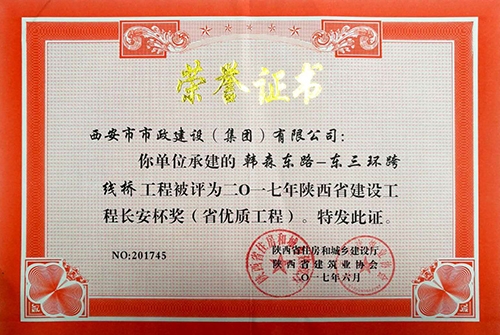 荣誉证书
西安市市政建设（集团）有限公司：
你单位承建的 韩森东路–东三环跨
线桥 工程被评为二〇一七年陕西省建设工
程长安杯奖（省优质工程）。特发此证。
NO:201745
陕西省住房和城乡建设厅
陕西省建筑业协会
二〇一七年六月